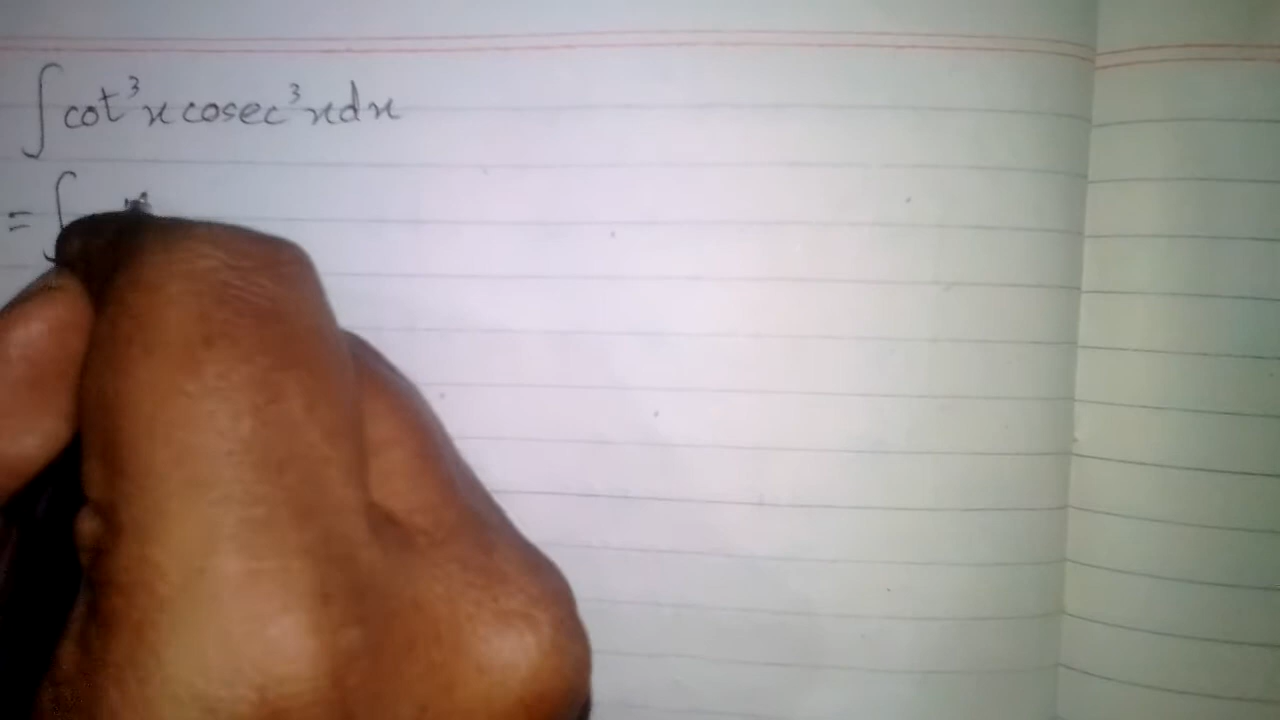 ∫cot³x cosec³x dx
= ∫